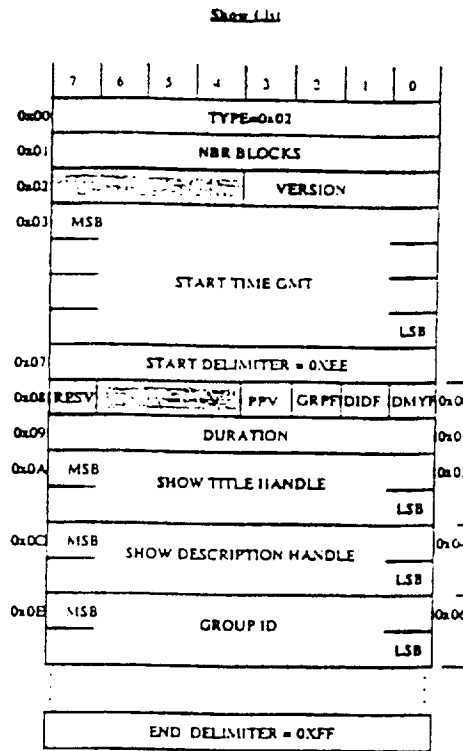 Show List
7 6 5 4 3 2 1 0
0x00 TYPE=0x02
0x01 NBR BLOCKS
0x02 VERSION
0x03 MSB
START TIME GMT
LSB
0x07 START DELIMITER = 0XEE
0x08 RESV PPV GRPF DIDF DMYF
0x09 DURATION
0x0A MSB
SHOW TITLE HANDLE
LSB
0x0C MSB
SHOW DESCRIPTION HANDLE
LSB
0x0E MSB 0x06
GROUP ID
LSB
END DELIMITER = 0XFF